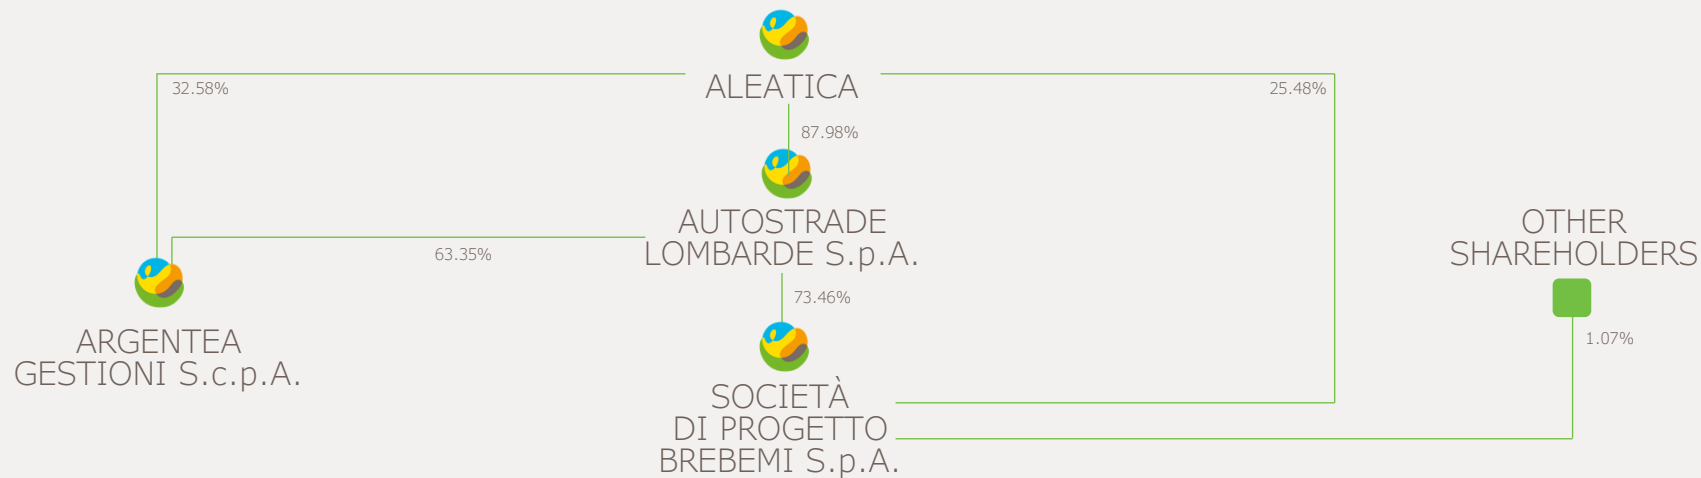 ALEATICA
32.58%
25.48%
87.98%
AUTOSTRADE
LOMBARDE S.p.A.
OTHER
SHAREHOLDERS
63.35%
73.46%
ARGENTEA
GESTIONI S.c.p.A.
1.07%
SOCIETÀ
DI PROGETTO
BREBEMI S.p.A.